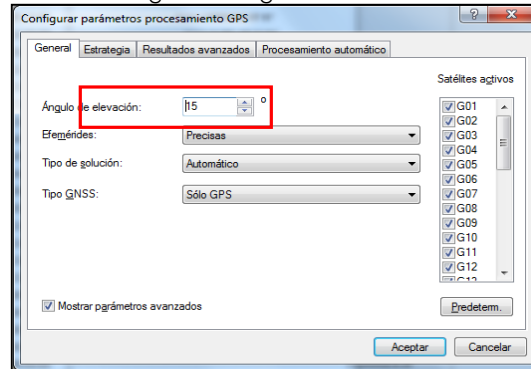 Configurar parámetros procesamiento GPS
General Estrategia Resultados avanzados Procesamiento automático
Satélites activos
Ángulo de elevación: 15 °
Efemérides: Precisas
Tipo de solución: Automático
Tipo GNSS: Sólo GPS
G01
G02
G03
G04
G05
G06
G07
G08
G09
G10
G11
G12
Mostrar parámetros avanzados
Predeterm.
Aceptar Cancelar